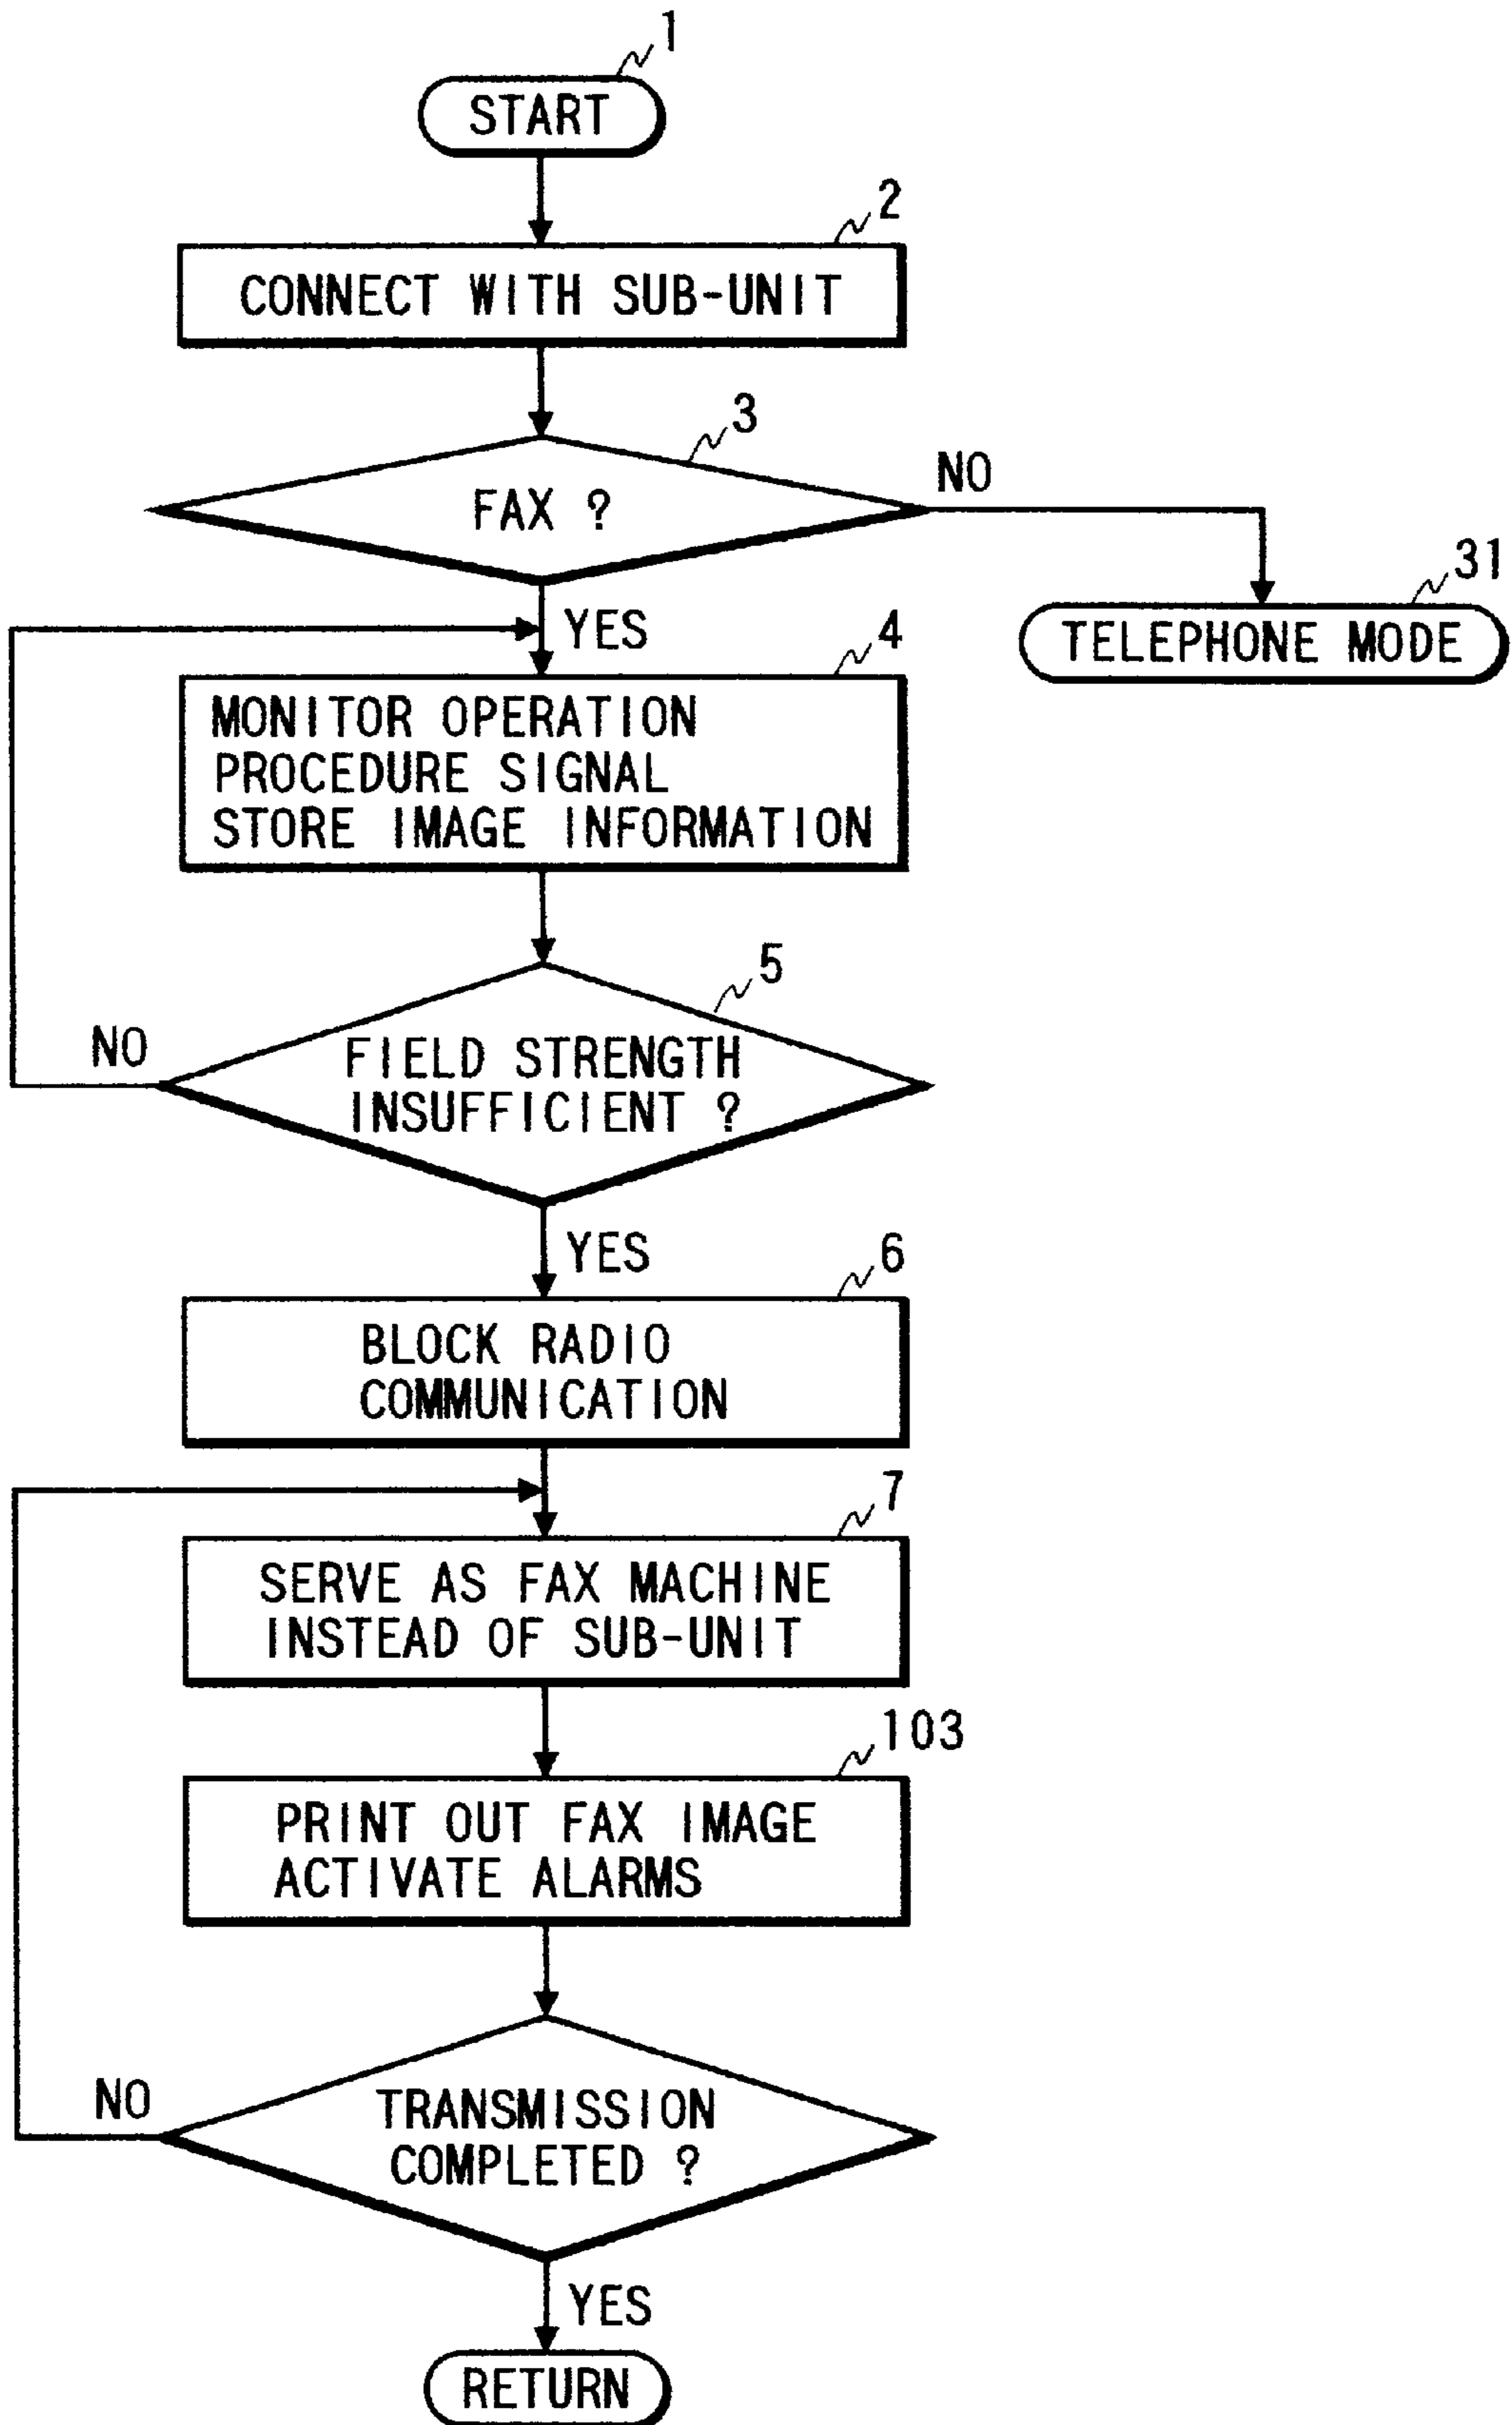 1
START
2
CONNECT WITH SUB-UNIT
3
FAX ?
NO
31
TELEPHONE MODE
YES
4
MONITOR OPERATION
PROCEDURE SIGNAL
STORE IMAGE INFORMATION
5
NO
FIELD STRENGTH
INSUFFICIENT ?
YES
6
BLOCK RADIO
COMMUNICATION
7
SERVE AS FAX MACHINE
INSTEAD OF SUB-UNIT
103
PRINT OUT FAX IMAGE
ACTIVATE ALARMS
NO
TRANSMISSION
COMPLETED ?
YES
RETURN